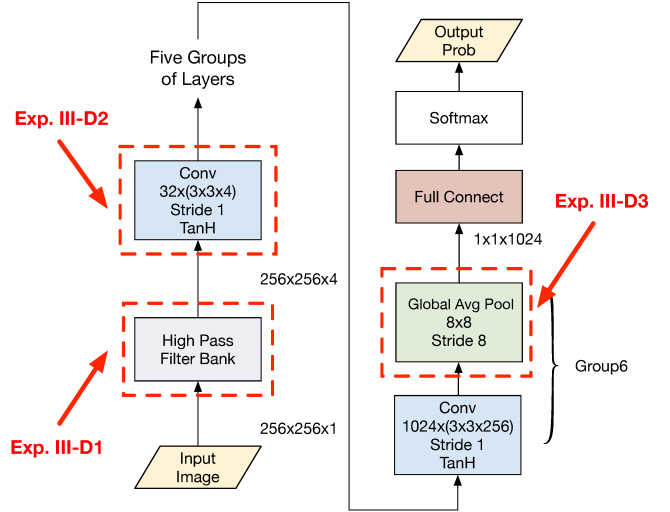 Five Groups
of Layers
Exp. III-D2
Conv
32x(3x3x4)
Stride 1
TanH
256x256x4
High Pass
Filter Bank
Exp. III-D1
256x256x1
Input
Image
Output
Prob
Softmax
Full Connect
Exp. III-D3
1x1x1024
Global Avg Pool
8x8
Stride 8
Group6
Conv
1024x(3x3x256)
Stride 1
TanH